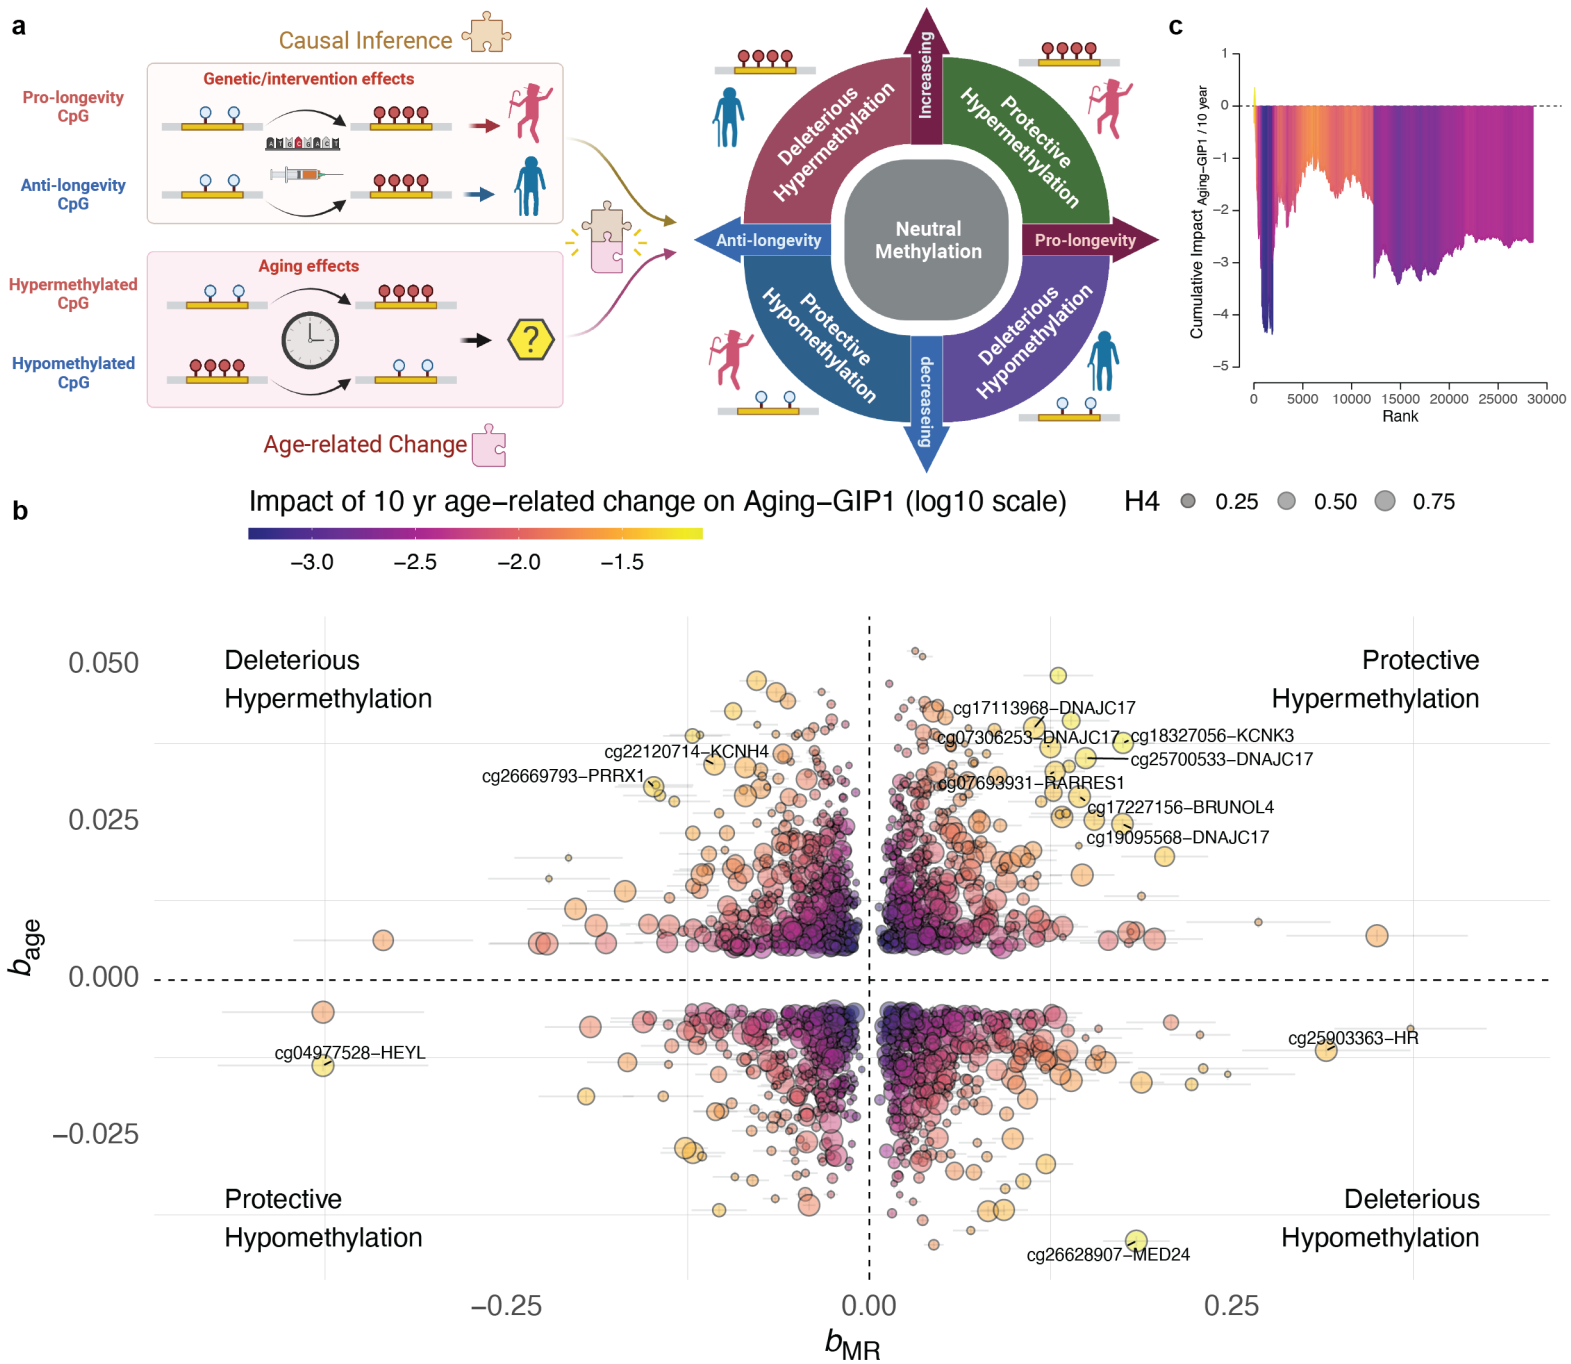 a
Causal Inference
Genetic/intervention effects
Pro-longevity
CpG
A T G C G A C T
Anti-longevity
CpG
Aging effects
Hypermethylated
CpG
?
Hypomethylated
CpG
Age-related Change
Increaseing
Deleterious
Hypermethylation
Protective
Hypermethylation
Anti-longevity
Neutral
Methylation
Pro-longevity
Protective
Hypomethylation
Deleterious
Hypomethylation
decreaseing
c
Cumulative Impact Aging-GIP1 / 10 year
1
0
−1
−2
−3
−4
−5
0 5000 10000 15000 20000 25000 30000
Rank
b
Impact of 10 yr age−related change on Aging−GIP1 (log10 scale)
−3.0 −2.5 −2.0 −1.5
H4 0.25 0.50 0.75
Deleterious
Hypermethylation
Protective
Hypermethylation
cg17113968−DNAJC17
cg07306253−DNAJC17
cg18327056−KCNK3
cg22120714−KCNH4
cg25700533−DNAJC17
cg26669793−PRRX1
cg07693931−RARRES1
cg17227156−BRUNOL4
cg19095568−DNAJC17
cg25903363−HR
cg04977528−HEYL
Protective
Hypomethylation
Deleterious
Hypomethylation
cg26628907−MED24
0.050
0.025
0.000
−0.025
bage
−0.25 0.00 0.25
bMR